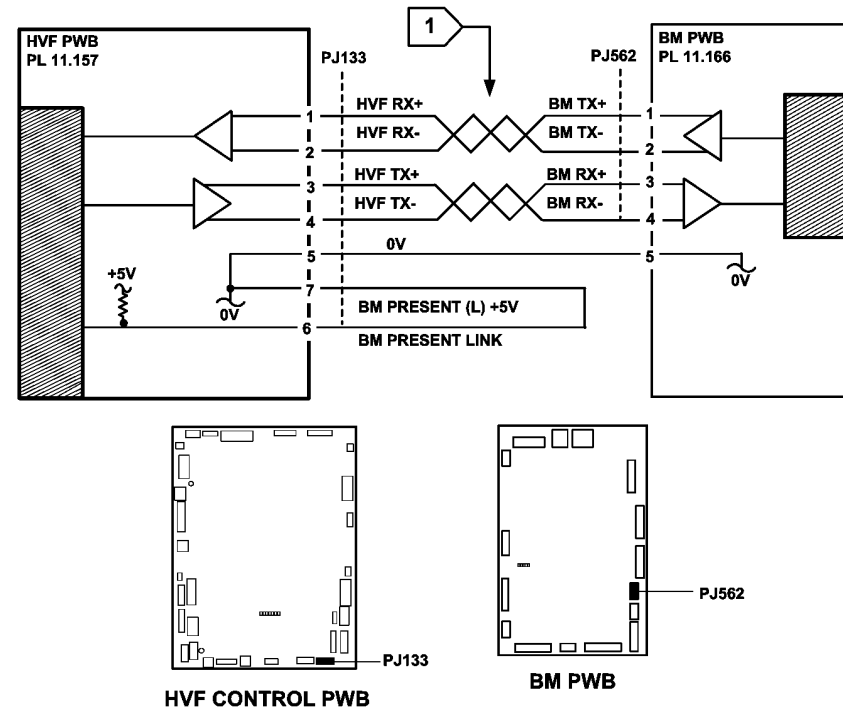 1
HVF PWB
PL 11.157
PJ133
PJ562
BM PWB
PL 11.166
1 HVF RX+ BM TX+ 1
2 HVF RX- BM TX- 2
3 HVF TX+ BM RX+ 3
4 HVF TX- BM RX- 4
5 0V 5
+5V
0V
7
BM PRESENT (L) +5V
0V
6
BM PRESENT LINK
PJ133
HVF CONTROL PWB
PJ562
BM PWB